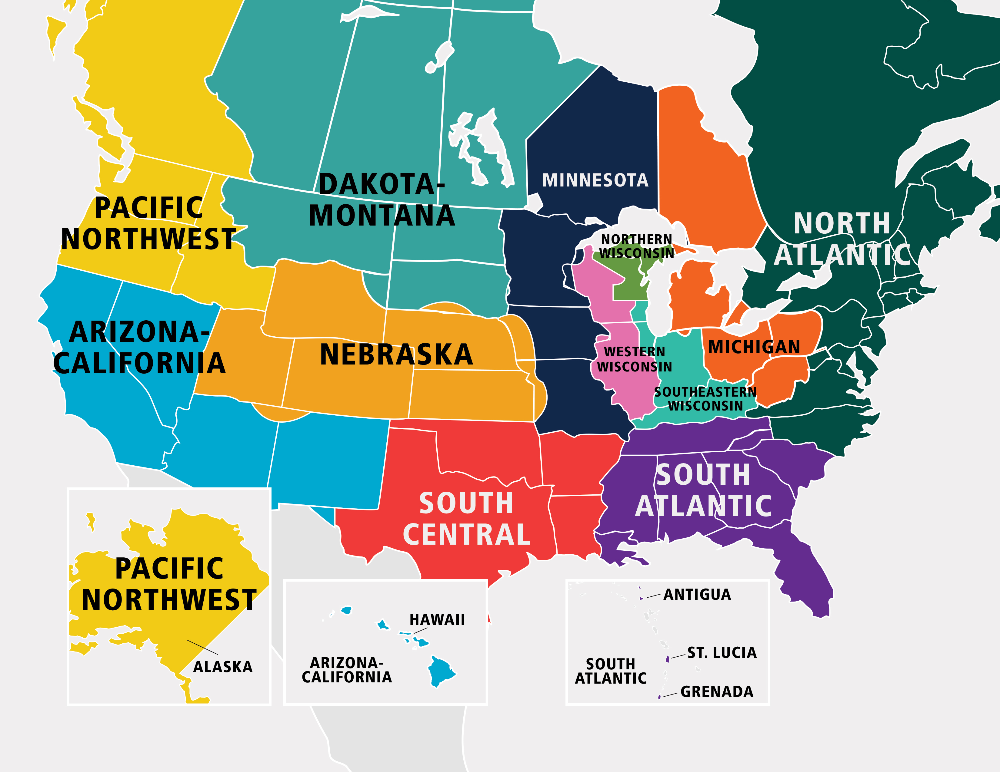 DAKOTA-
MONTANA
MINNESOTA
PACIFIC
NORTHWEST
NORTH
ATLANTIC
NORTHERN
WISCONSIN
ARIZONA-
CALIFORNIA
NEBRASKA
WESTERN
WISCONSIN
MICHIGAN
SOUTHEASTERN
WISCONSIN
SOUTH
CENTRAL
SOUTH
ATLANTIC
PACIFIC
NORTHWEST
ALASKA
HAWAII
ARIZONA-
CALIFORNIA
ANTIGUA
ST. LUCIA
SOUTH
ATLANTIC
GRENADA